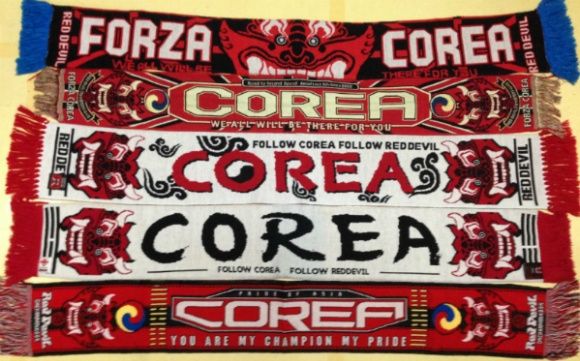 RED DEVIL
FORZA
COREA
RED DEVIL
WE ALL WILL BE
THERE FOR YOU
FORZA COREA
COREA
FORZA COREA
WE ALL WILL BE THERE FOR YOU
FOLLOW COREA FOLLOW REDDEVIL
REDDE
COREA
REDDEVIL
COREA
FOLLOW COREA FOLLOW REDDEVIL
PRIDE OF ASIA
Red Devil
COREA
Red Devil
YOU ARE MY CHAMPION MY PRIDE